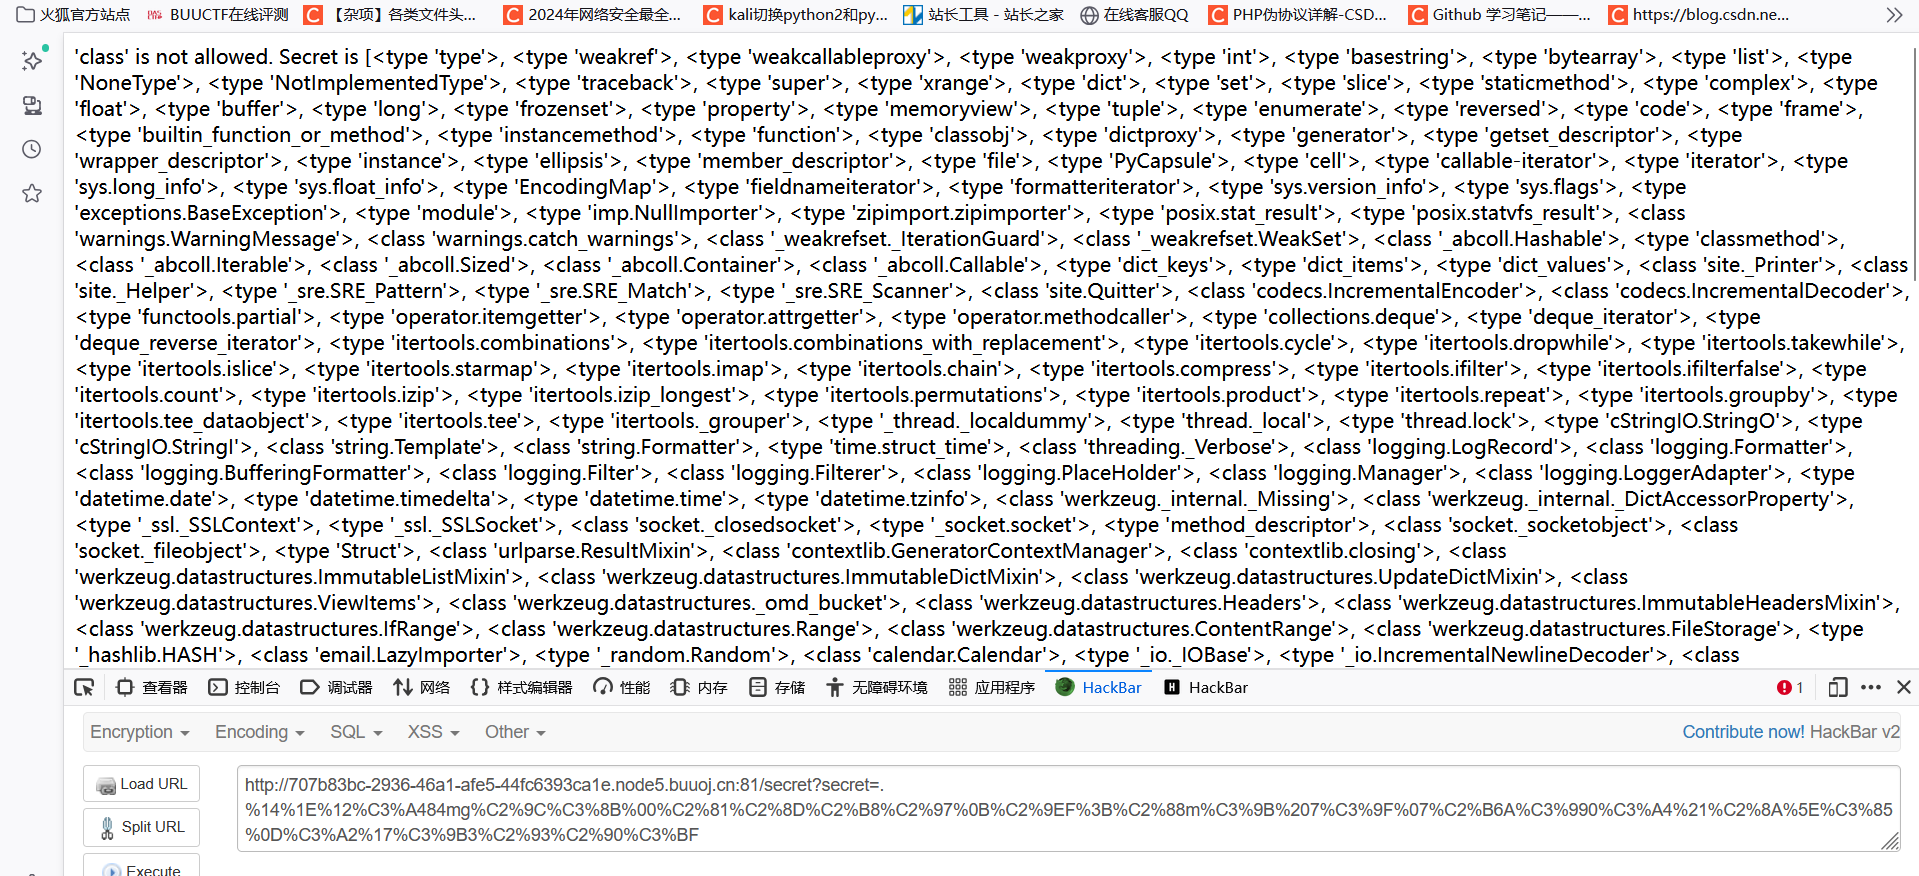 火狐官方站点 BUUCTF在线评测 【杂项】各类文件头... 2024年网络安全最全... kali切换python2和py... 站长工具 - 站长之家 在线客服QQ PHP伪协议详解-CSD... Github 学习笔记——... https://blog.csdn.ne...
'class' is not allowed. Secret is [<type 'type'>, <type 'weakref'>, <type 'weakcallableproxy'>, <type 'weakproxy'>, <type 'int'>, <type 'basestring'>, <type 'bytearray'>, <type 'list'>, <type
'NoneType'>, <type 'NotImplementedType'>, <type 'traceback'>, <type 'super'>, <type 'xrange'>, <type 'dict'>, <type 'set'>, <type 'slice'>, <type 'staticmethod'>, <type 'complex'>, <type
'float'>, <type 'buffer'>, <type 'long'>, <type 'frozenset'>, <type 'property'>, <type 'memoryview'>, <type 'tuple'>, <type 'enumerate'>, <type 'reversed'>, <type 'code'>, <type 'frame'>,
<type 'builtin_function_or_method'>, <type 'instancemethod'>, <type 'function'>, <type 'classobj'>, <type 'dictproxy'>, <type 'generator'>, <type 'getset_descriptor'>, <type
'wrapper_descriptor'>, <type 'instance'>, <type 'ellipsis'>, <type 'member_descriptor'>, <type 'file'>, <type 'PyCapsule'>, <type 'cell'>, <type 'callable-iterator'>, <type 'iterator'>, <type
'sys.long_info'>, <type 'sys.float_info'>, <type 'EncodingMap'>, <type 'fieldnameiterator'>, <type 'formatteriterator'>, <type 'sys.version_info'>, <type 'sys.flags'>, <type
'exceptions.BaseException'>, <type 'module'>, <type 'imp.NullImporter'>, <type 'zipimport.zipimporter'>, <type 'posix.stat_result'>, <type 'posix.statvfs_result'>, <class
'warnings.WarningMessage'>, <class 'warnings.catch_warnings'>, <class '_weakrefset._IterationGuard'>, <class '_weakrefset.WeakSet'>, <class '_abcoll.Hashable'>, <type 'classmethod'>,
<class '_abcoll.Iterable'>, <class '_abcoll.Sized'>, <class '_abcoll.Container'>, <class '_abcoll.Callable'>, <type 'dict_keys'>, <type 'dict_items'>, <type 'dict_values'>, <class 'site._Printer'>, <class
'site._Helper'>, <type '_sre.SRE_Pattern'>, <type '_sre.SRE_Match'>, <type '_sre.SRE_Scanner'>, <class 'site.Quitter'>, <class 'codecs.IncrementalEncoder'>, <class 'codecs.IncrementalDecoder'>,
<type 'functools.partial'>, <type 'operator.itemgetter'>, <type 'operator.attrgetter'>, <type 'operator.methodcaller'>, <type 'collections.deque'>, <type 'deque_iterator'>, <type
'deque_reverse_iterator'>, <type 'itertools.combinations'>, <type 'itertools.combinations_with_replacement'>, <type 'itertools.cycle'>, <type 'itertools.dropwhile'>, <type 'itertools.takewhile'>,
<type 'itertools.islice'>, <type 'itertools.starmap'>, <type 'itertools.imap'>, <type 'itertools.chain'>, <type 'itertools.compress'>, <type 'itertools.ifilter'>, <type 'itertools.ifilterfalse'>, <type
'itertools.count'>, <type 'itertools.izip'>, <type 'itertools.izip_longest'>, <type 'itertools.permutations'>, <type 'itertools.product'>, <type 'itertools.repeat'>, <type 'itertools.groupby'>, <type
'itertools.tee_dataobject'>, <type 'itertools.tee'>, <type 'itertools._grouper'>, <type '_thread._localdummy'>, <type 'thread._local'>, <type 'thread.lock'>, <type 'cStringIO.StringO'>, <type
'cStringIO.StringI'>, <class 'string.Template'>, <class 'string.Formatter'>, <type 'time.struct_time'>, <class 'threading._Verbose'>, <class 'logging.LogRecord'>, <class 'logging.Formatter'>,
<class 'logging.BufferingFormatter'>, <class 'logging.Filter'>, <class 'logging.Filterer'>, <class 'logging.PlaceHolder'>, <class 'logging.Manager'>, <class 'logging.LoggerAdapter'>, <type
'datetime.date'>, <type 'datetime.timedelta'>, <type 'datetime.time'>, <type 'datetime.tzinfo'>, <class 'werkzeug._internal._Missing'>, <class 'werkzeug._internal._DictAccessorProperty'>,
<type '_ssl._SSLContext'>, <type '_ssl._SSLSocket'>, <class 'socket._closedsocket'>, <type '_socket.socket'>, <type 'method_descriptor'>, <class 'socket._socketobject'>, <class
'socket._fileobject'>, <type 'Struct'>, <class 'urlparse.ResultMixin'>, <class 'contextlib.GeneratorContextManager'>, <class 'contextlib.closing'>, <class
'werkzeug.datastructures.ImmutableListMixin'>, <class 'werkzeug.datastructures.ImmutableDictMixin'>, <class 'werkzeug.datastructures.UpdateDictMixin'>, <class
'werkzeug.datastructures.ViewItems'>, <class 'werkzeug.datastructures._omd_bucket'>, <class 'werkzeug.datastructures.Headers'>, <class 'werkzeug.datastructures.ImmutableHeadersMixin'>,
<class 'werkzeug.datastructures.IfRange'>, <class 'werkzeug.datastructures.Range'>, <class 'werkzeug.datastructures.ContentRange'>, <class 'werkzeug.datastructures.FileStorage'>, <type
'_hashlib.HASH'>, <class 'email.LazyImporter'>, <type '_random.Random'>, <class 'calendar.Calendar'>, <type '_io._IOBase'>, <type '_io.IncrementalNewlineDecoder'>, <class
查看器 控制台 调试器 网络 样式编辑器 性能 内存 存储 无障碍环境 应用程序 HackBar HackBar 1
Encryption Encoding SQL XSS Other Contribute now! HackBar v2
Load URL
Split URL
Execute
http://707b83bc-2936-46a1-afe5-44fc6393ca1e.node5.buuoj.cn:81/secret?secret=.
%14%1E%12%C3%A484mg%C2%9C%C3%8B%00%C2%81%C2%8D%C2%B8%C2%97%0B%C2%9EF%3B%C2%88m%C3%9B%207%C3%9F%07%C2%B6A%C3%990%C3%A4%21%C2%8A%5E%C3%85
%0D%C3%A2%17%C3%9B3%C2%93%C2%90%C3%BF